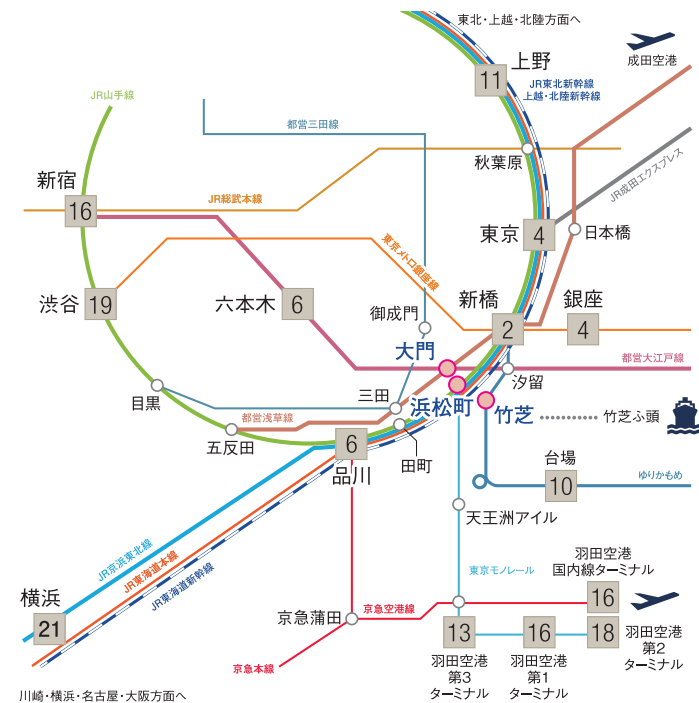 東北・上越・北陸方面へ
上野
11
成田空港
JR東北新幹線
上越・北陸新幹線
JR山手線
都営三田線
秋葉原
JR成田エクスプレス
新宿
16
JR総武本線
東京
4
日本橋
東京メトロ銀座線
渋谷
19
六本木
6
御成門
新橋
2
銀座
4
大門
都営大江戸線
汐留
目黒
三田
浜松町
竹芝
竹芝ふ頭
都営浅草線
五反田
6
品川
田町
台場
10
ゆりかもめ
天王洲アイル
JR京浜東北線
JR東海道本線
JR東海道新幹線
東京モノレール
羽田空港
国内線ターミナル
16
横浜
21
京急蒲田
京急空港線
13
16
18
羽田空港
第3
ターミナル
羽田空港
第1
ターミナル
羽田空港
第2
ターミナル
京急本線
川崎・横浜・名古屋・大阪方面へ